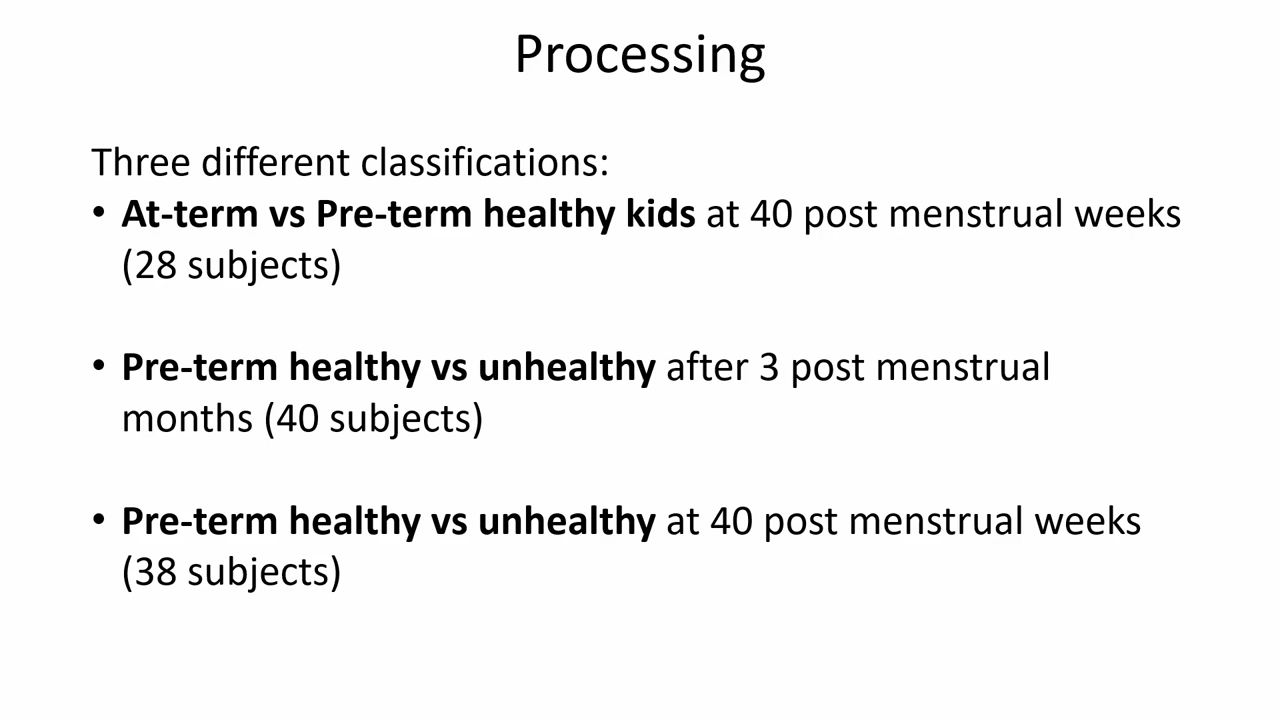 Processing
Three different classifications:
• At-term vs Pre-term healthy kids at 40 post menstrual weeks
(28 subjects)
• Pre-term healthy vs unhealthy after 3 post menstrual
months (40 subjects)
• Pre-term healthy vs unhealthy at 40 post menstrual weeks
(38 subjects)